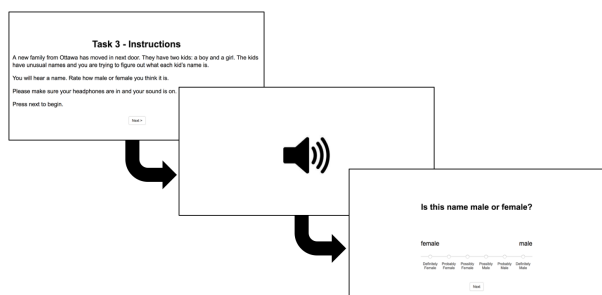 Task 3 - Instructions
A new family from Ottawa has moved in next door. They have two kids: a boy and a girl. The kids
have unusual names and you are trying to figure out what each kid's name is.
You will hear a name. Rate how male or female you think it is.
Please make sure your headphones are in and your sound is on.
Press next to begin.
Next >
Is this name male or female?
female male
Definitely Female Probably Female Possibly Female Possibly Male Probably Male Definitely Male
Next